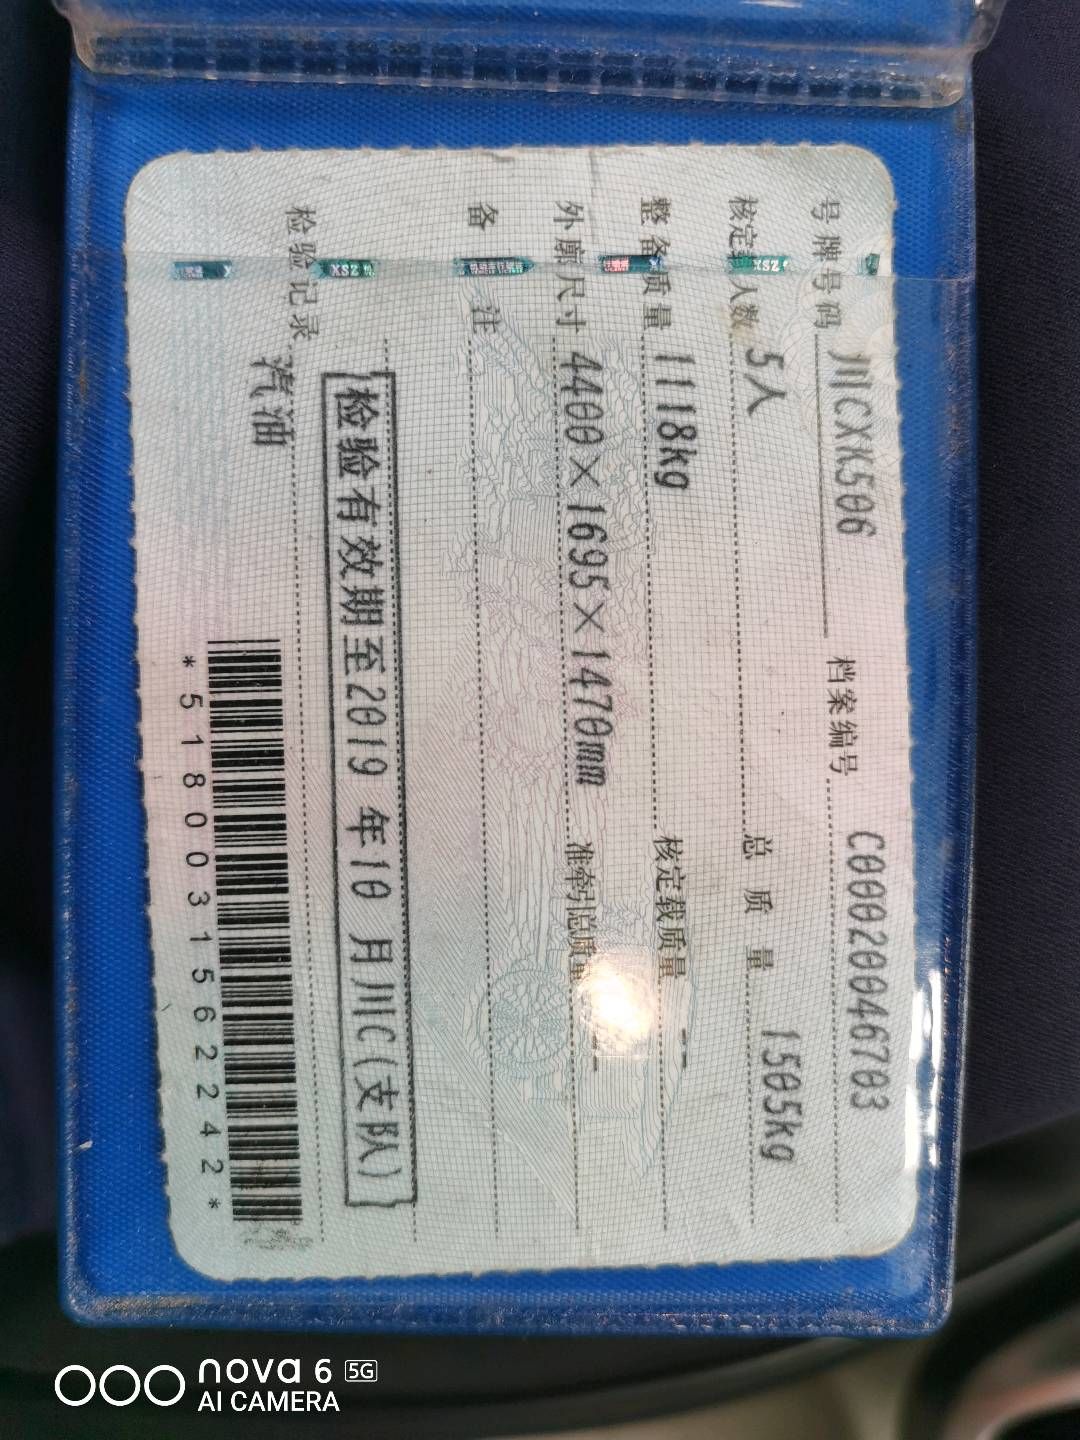 号牌号码 川CXK506 档案编号 C00020046703
核定载人数 5人 总质量 1505kg
整备质量 1118kg 核定载质量 --
外廓尺寸 4400×1695×1470mm 准牵引总质量 --
备注
检验有效期至2019 年10 月川C(支队)
检验记录
汽油
*5180031562242*
nova 6 5G
AI CAMERA